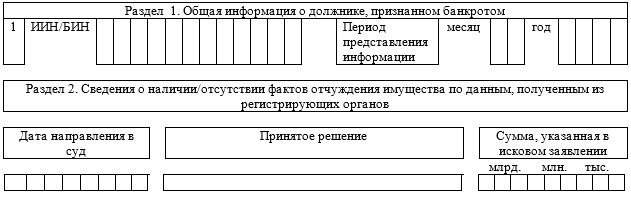 Раздел 1. Общая информация о должнике, признанном банкротом
1 ИИН/БИН Период представления информации месяц год
Раздел 2. Сведения о наличии/отсутствии фактов отчуждения имущества по данным, полученным из
регистрирующих органов
Дата направления в суд
Принятое решение
Сумма, указанная в исковом заявлении
млрд. млн. тыс.